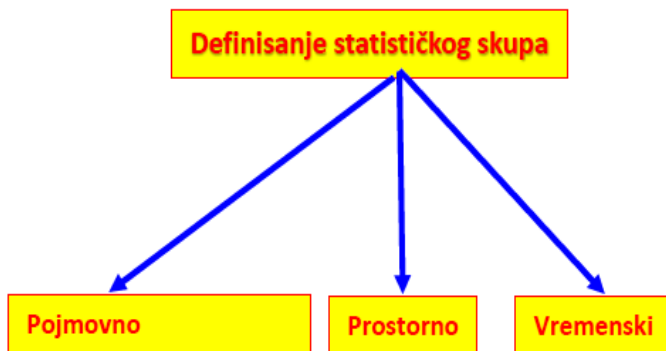 Definisanje statističkog skupa
Pojmovno
Prostorno
Vremenski